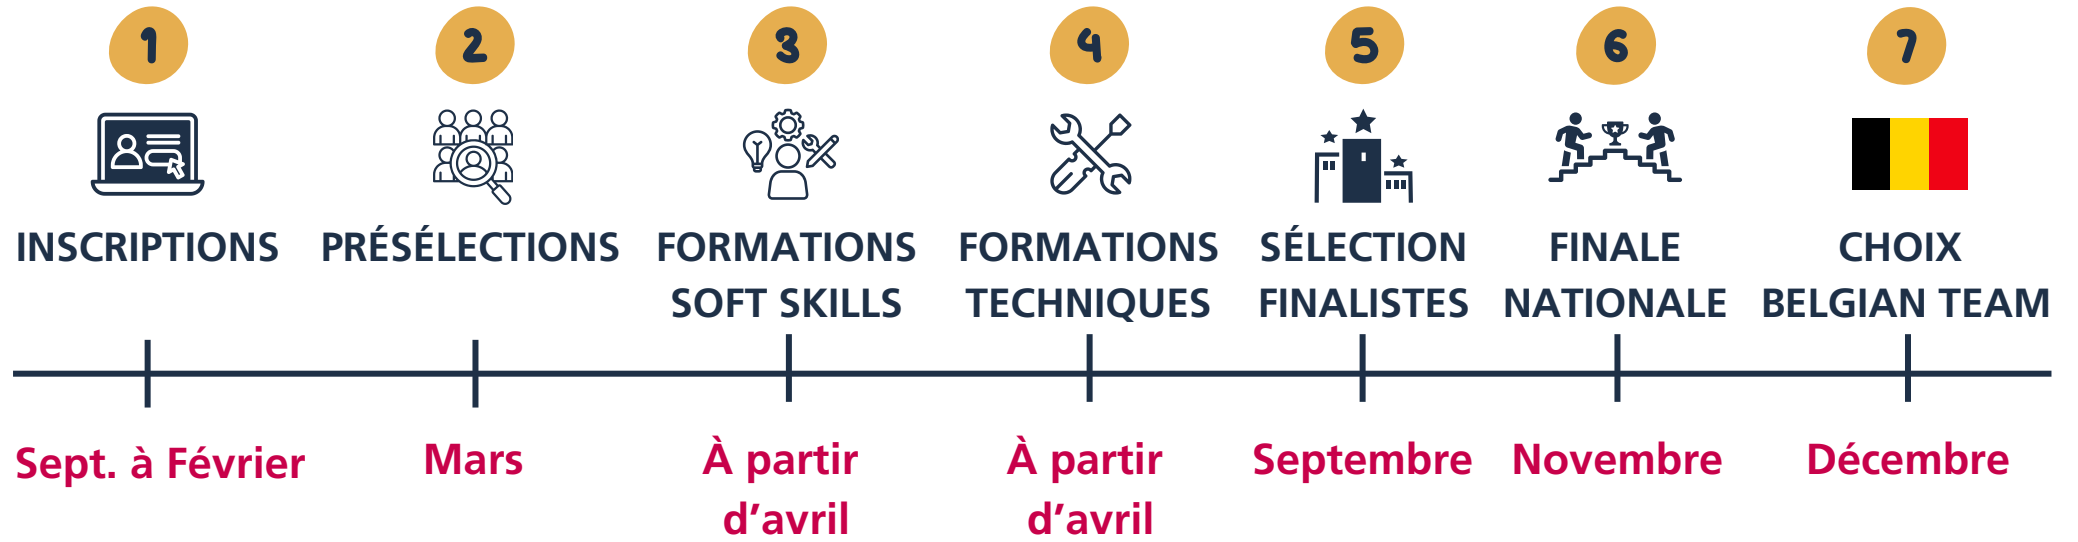 1
2
3
4
5
6
7
INSCRIPTIONS
PRÉSÉLECTIONS
FORMATIONS
SOFT SKILLS
FORMATIONS
TECHNIQUES
SÉLECTION
FINALISTES
FINALE
NATIONALE
CHOIX
BELGIAN TEAM
Sept. à Février
Mars
À partir
d’avril
À partir
d’avril
Septembre
Novembre
Décembre